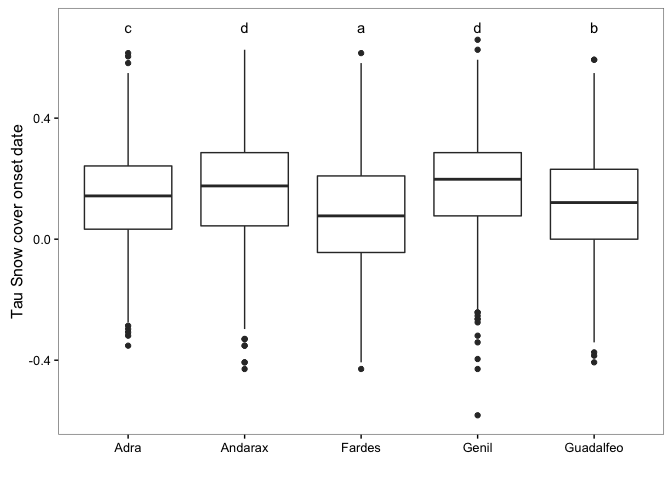 c d a d b
Tau Snow cover onset date
0.4
0.0
-0.4
Adra Andarax Fardes Genil Guadalfeo